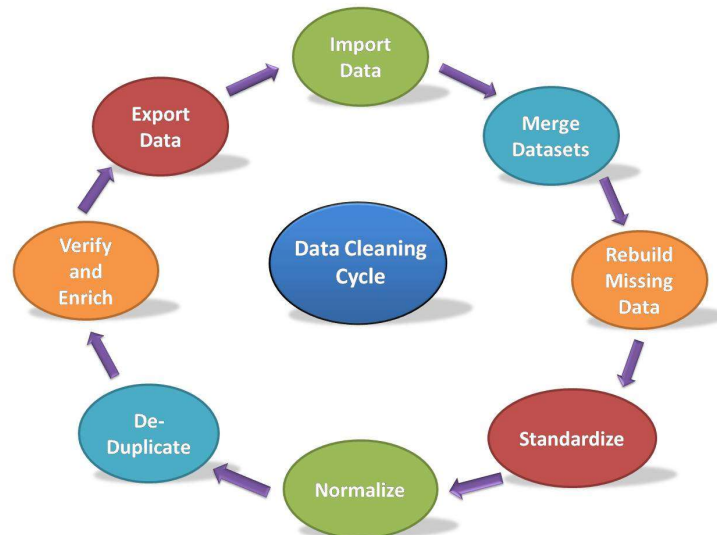 Import
Data
Merge
Datasets
Rebuild
Missing
Data
Standardize
Normalize
De-
Duplicate
Verify
and
Enrich
Export
Data
Data Cleaning
Cycle